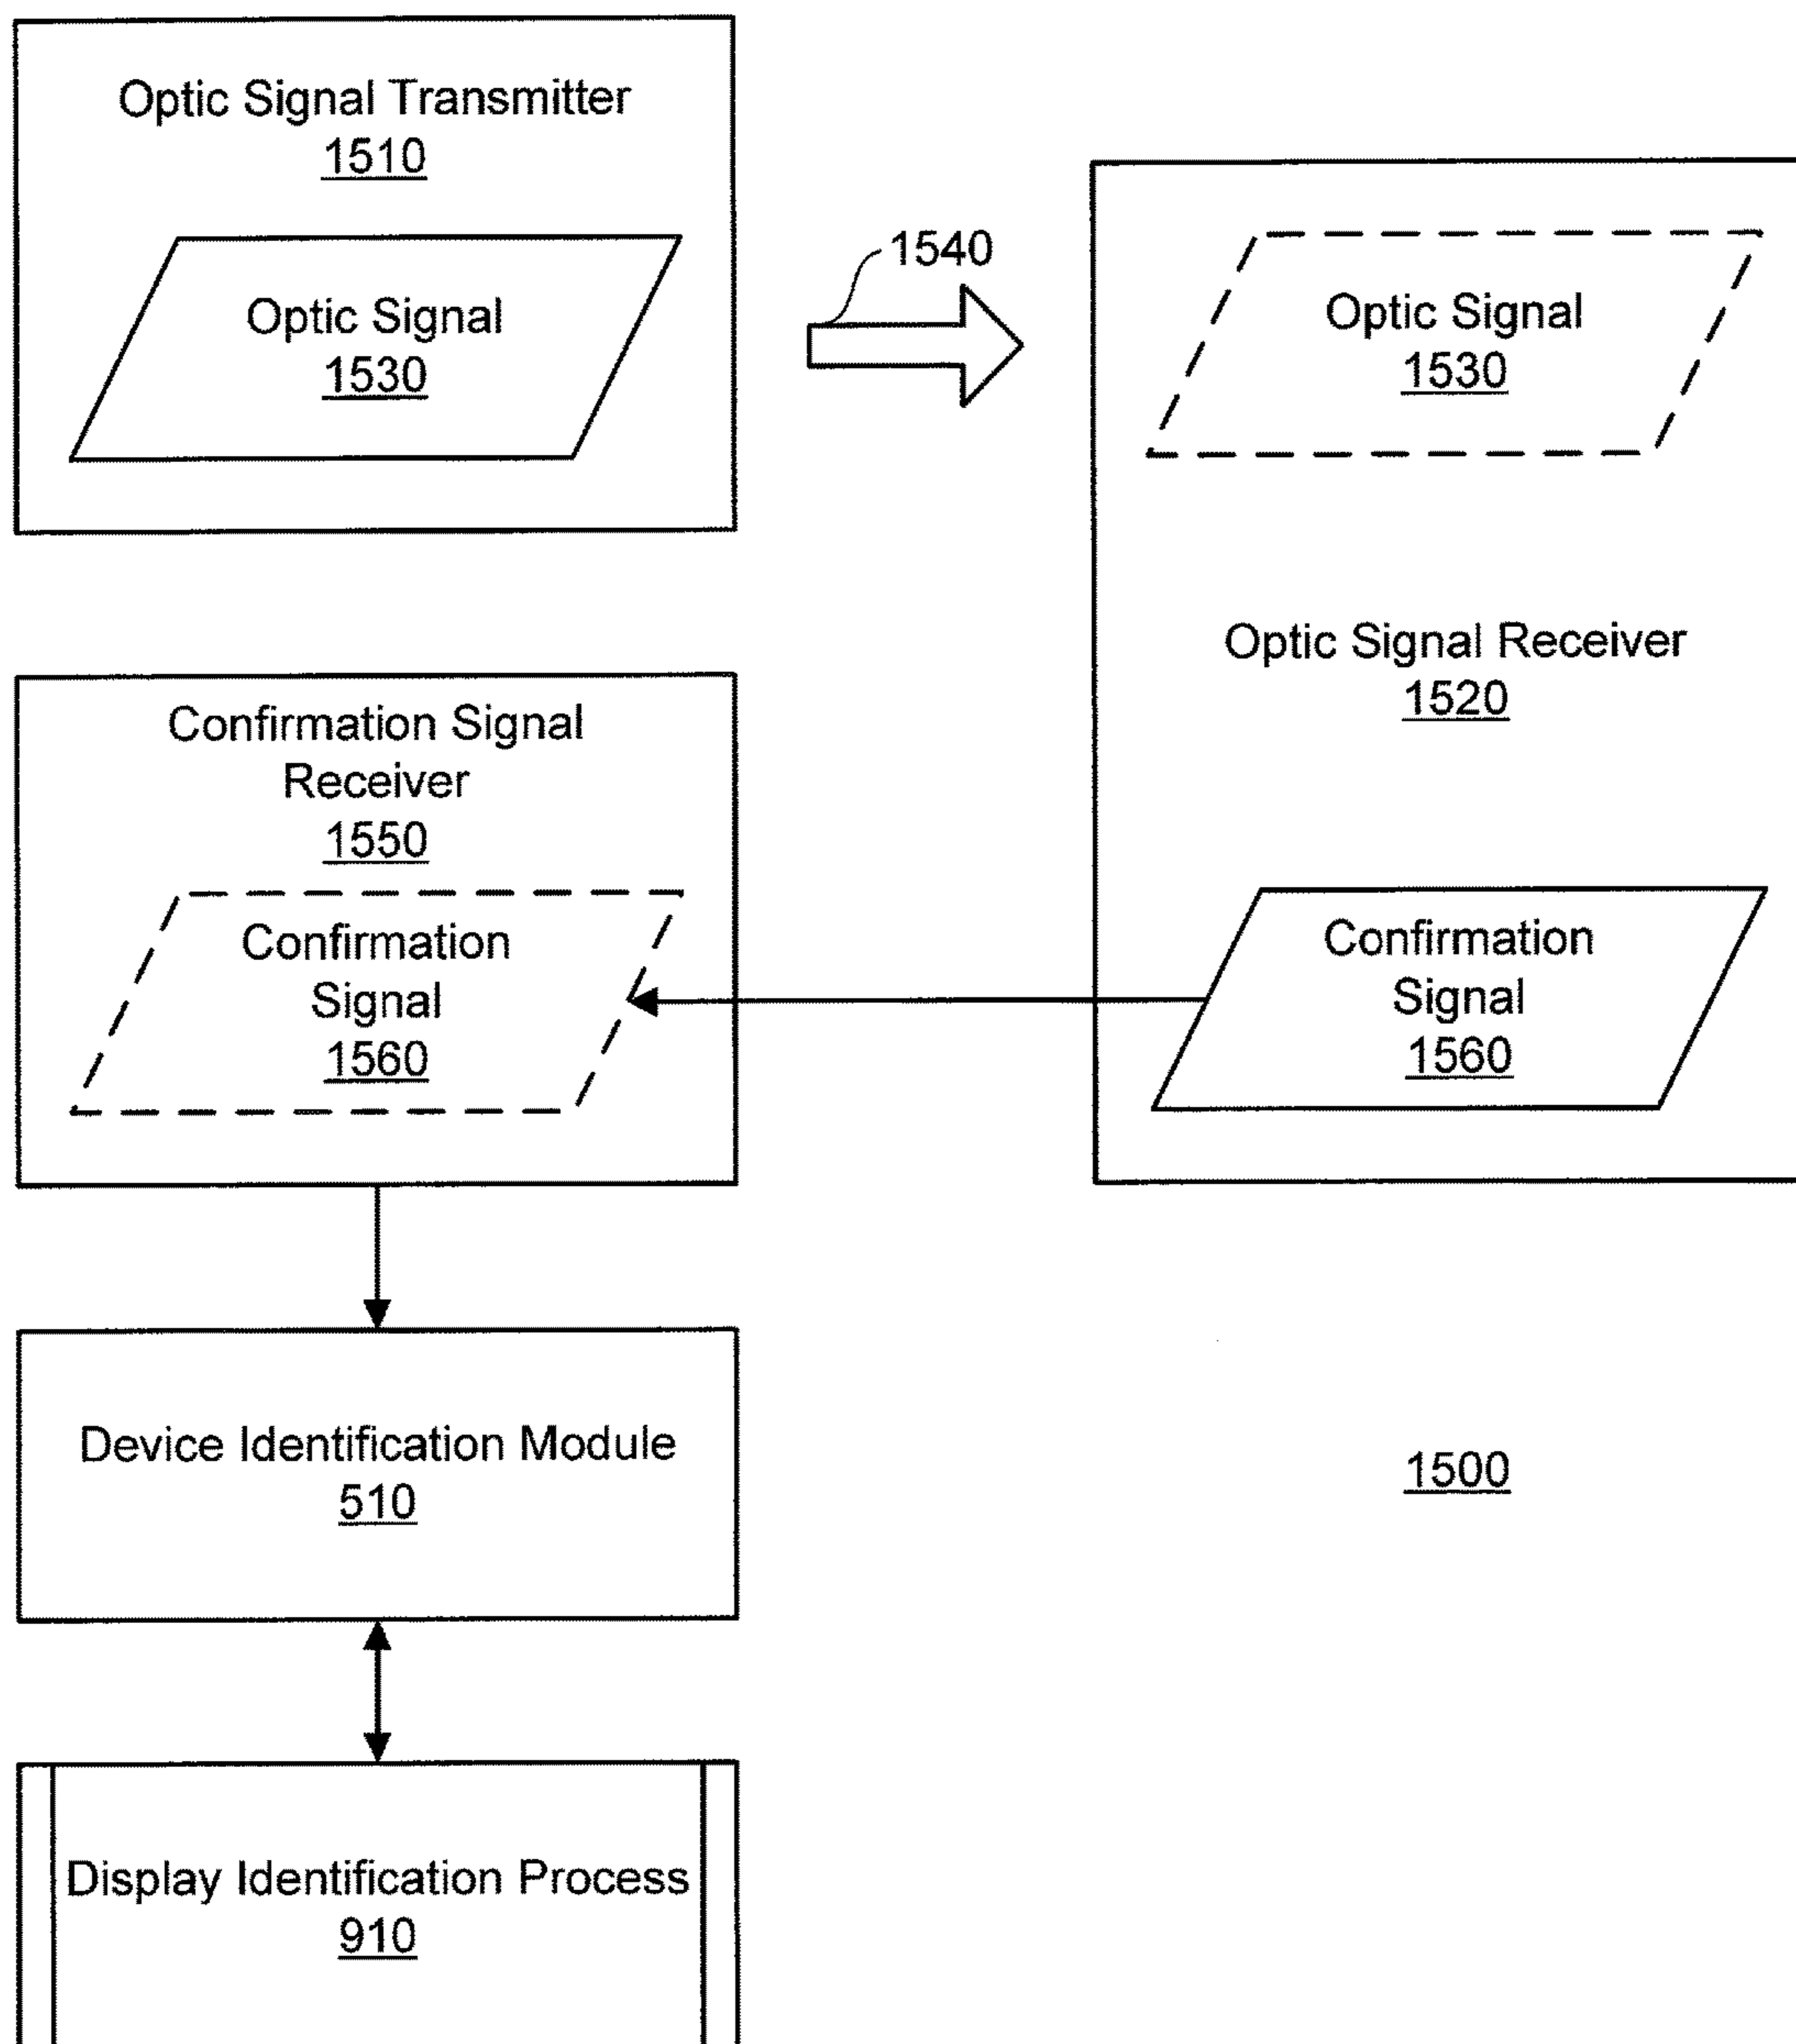 Optic Signal Transmitter
1510
Optic Signal
1530
1540
Optic Signal
1530
Optic Signal Receiver
1520
Confirmation Signal
Receiver
1550
Confirmation
Signal
1560
Confirmation
Signal
1560
Device Identification Module
510
1500
Display Identification Process
910